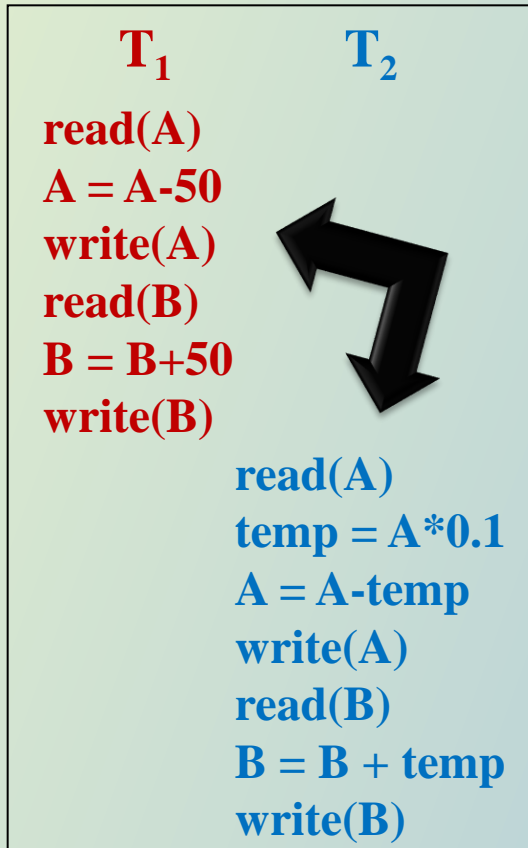 T₁ T₂
read(A)
A = A-50
write(A)
read(B)
B = B+50
write(B)
read(A)
temp = A*0.1
A = A-temp
write(A)
read(B)
B = B + temp
write(B)